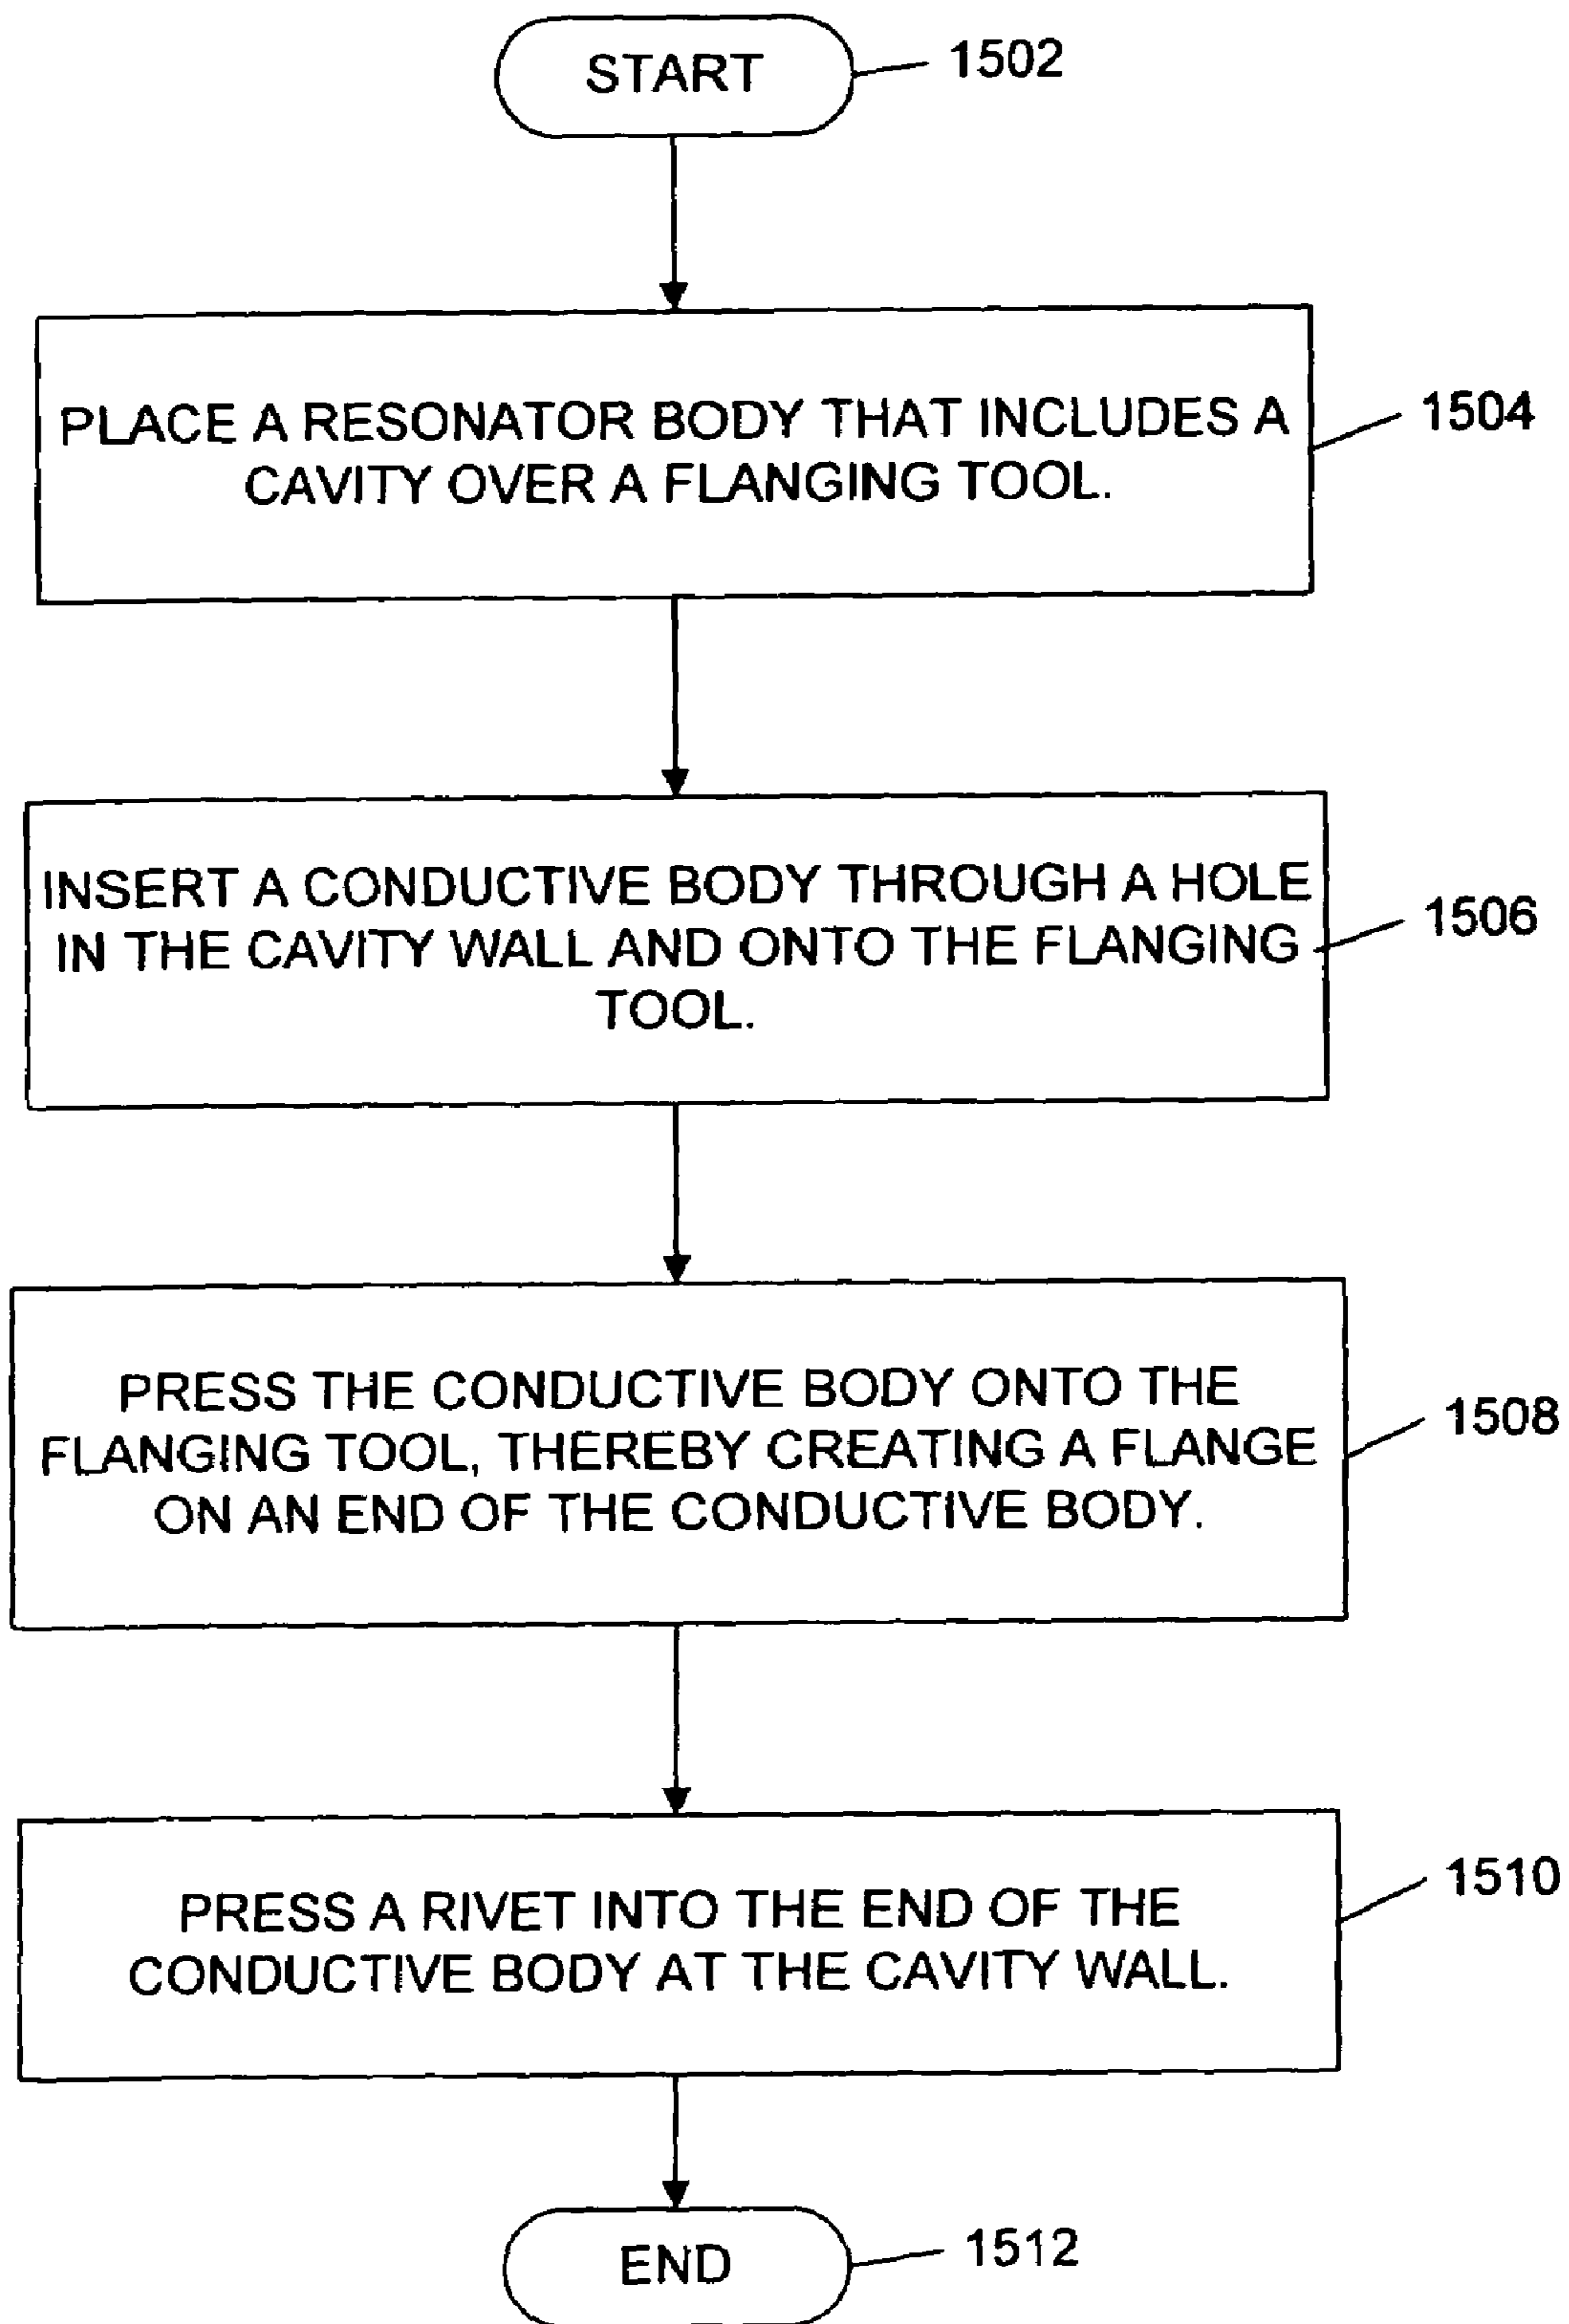 START
1502
PLACE A RESONATOR BODY THAT INCLUDES A
CAVITY OVER A FLANGING TOOL.
1504
INSERT A CONDUCTIVE BODY THROUGH A HOLE
IN THE CAVITY WALL AND ONTO THE FLANGING
TOOL.
1506
PRESS THE CONDUCTIVE BODY ONTO THE
FLANGING TOOL, THEREBY CREATING A FLANGE
ON AN END OF THE CONDUCTIVE BODY.
1508
PRESS A RIVET INTO THE END OF THE
CONDUCTIVE BODY AT THE CAVITY WALL.
1510
END
1512